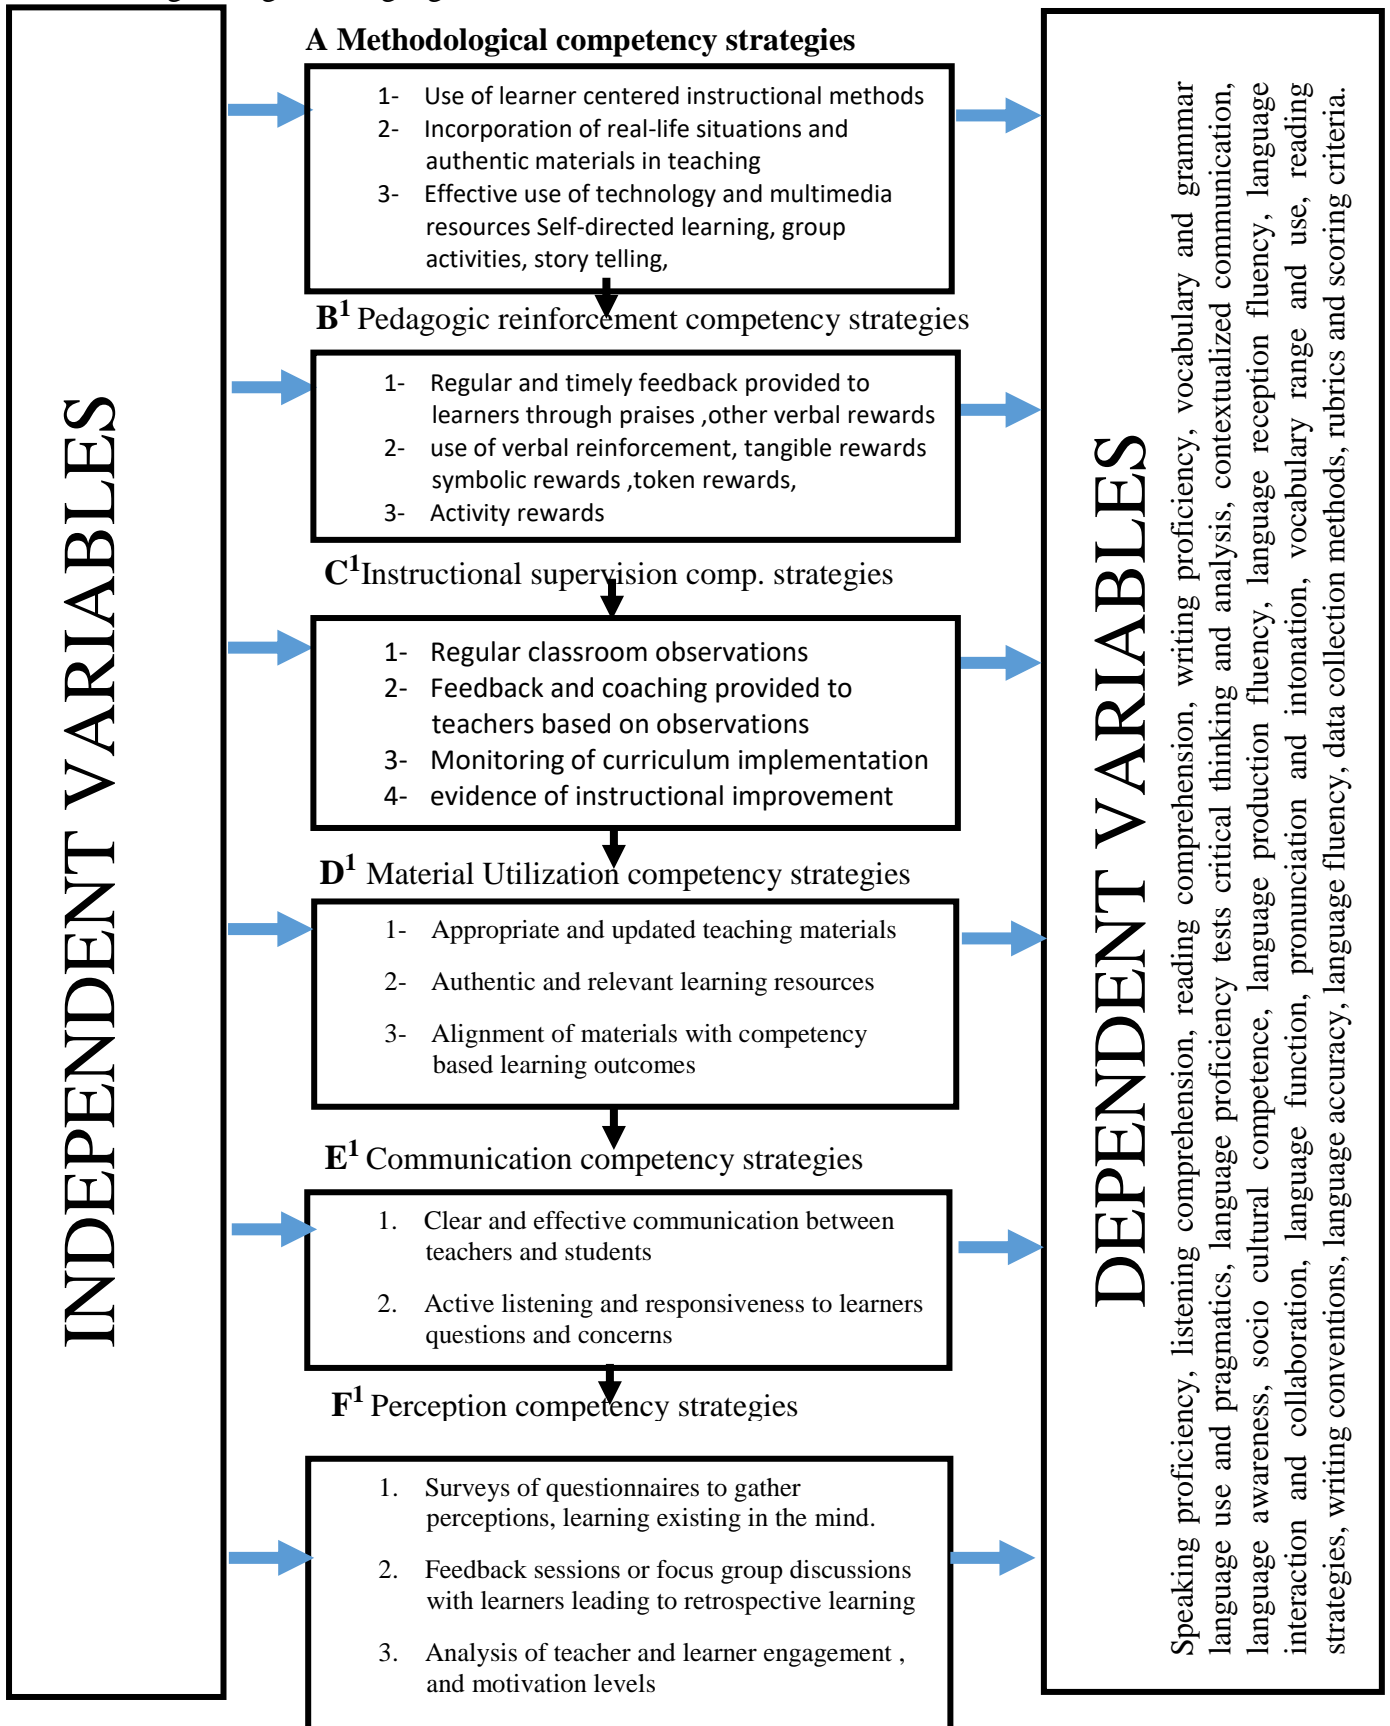 A Methodological competency strategies
1- Use of learner centered instructional methods
2- Incorporation of real-life situations and
authentic materials in teaching
3- Effective use of technology and multimedia
resources Self-directed learning, group
activities, story telling,
B¹ Pedagogic reinforcement competency strategies
1- Regular and timely feedback provided to
learners through praises ,other verbal rewards
2- use of verbal reinforcement, tangible rewards
symbolic rewards ,token rewards,
3- Activity rewards
C¹Instructional supervision comp. strategies
1- Regular classroom observations
2- Feedback and coaching provided to
teachers based on observations
3- Monitoring of curriculum implementation
4- evidence of instructional improvement
D¹ Material Utilization competency strategies
1- Appropriate and updated teaching materials
2- Authentic and relevant learning resources
3- Alignment of materials with competency
based learning outcomes
E¹ Communication competency strategies
1. Clear and effective communication between
teachers and students
2. Active listening and responsiveness to learners
questions and concerns
F¹ Perception competency strategies
1. Surveys of questionnaires to gather
perceptions, learning existing in the mind.
2. Feedback sessions or focus group discussions
with learners leading to retrospective learning
3. Analysis of teacher and learner engagement ,
and motivation levels
INDEPENDENT VARIABLES
DEPENDENT VARIABLES
Speaking proficiency, listening comprehension, reading comprehension, writing proficiency, vocabulary and grammar
language use and pragmatics, language proficiency tests critical thinking and analysis, contextualized communication,
language awareness, socio cultural competence, language production fluency, language reception fluency, language
interaction and collaboration, language function, pronunciation and intonation, vocabulary range and use, reading
strategies, writing conventions, language accuracy, language fluency, data collection methods, rubrics and scoring criteria.